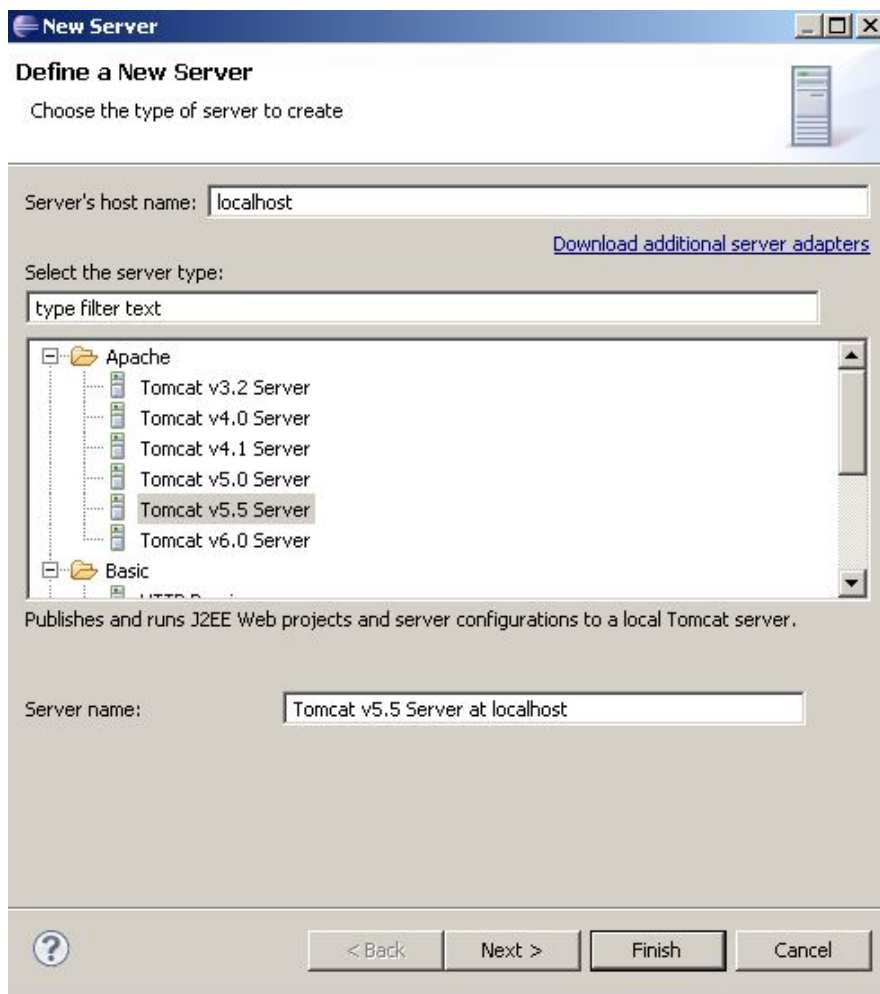 New Server
Define a New Server
Choose the type of server to create
Server's host name: localhost
Download additional server adapters
Select the server type:
type filter text
Apache
Tomcat v3.2 Server
Tomcat v4.0 Server
Tomcat v4.1 Server
Tomcat v5.0 Server
Tomcat v5.5 Server
Tomcat v6.0 Server
Basic
Publishes and runs J2EE Web projects and server configurations to a local Tomcat server.
Server name: Tomcat v5.5 Server at localhost
? < Back Next > Finish Cancel